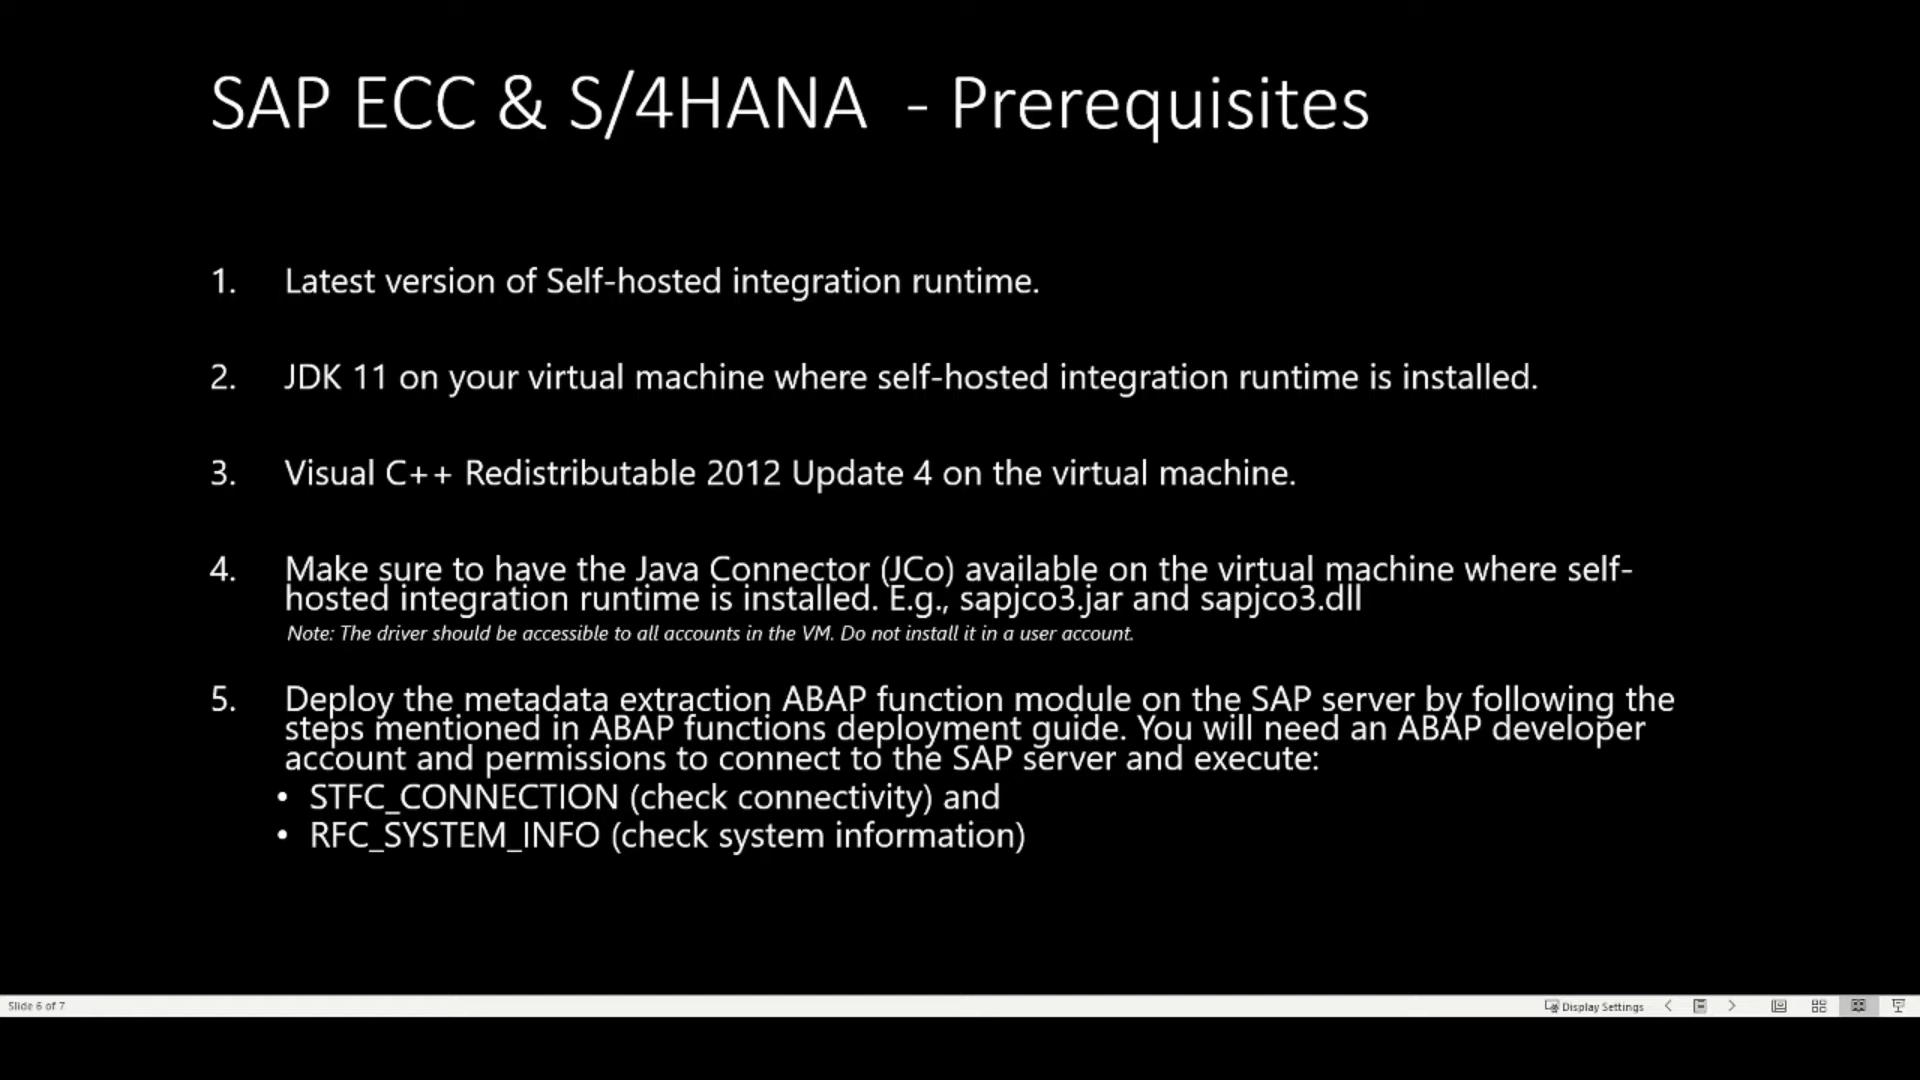 SAP ECC & S/4HANA - Prerequisites
1. Latest version of Self-hosted integration runtime.
2. JDK 11 on your virtual machine where self-hosted integration runtime is installed.
3. Visual C++ Redistributable 2012 Update 4 on the virtual machine.
4. Make sure to have the Java Connector (JCo) available on the virtual machine where self-
hosted integration runtime is installed. E.g., sapjco3.jar and sapjco3.dll
Note: The driver should be accessible to all accounts in the VM. Do not install it in a user account.
5. Deploy the metadata extraction ABAP function module on the SAP server by following the
steps mentioned in ABAP functions deployment guide. You will need an ABAP developer
account and permissions to connect to the SAP server and execute:
• STFC_CONNECTION (check connectivity) and
• RFC_SYSTEM_INFO (check system information)
Slide 6 of 7
Display Settings